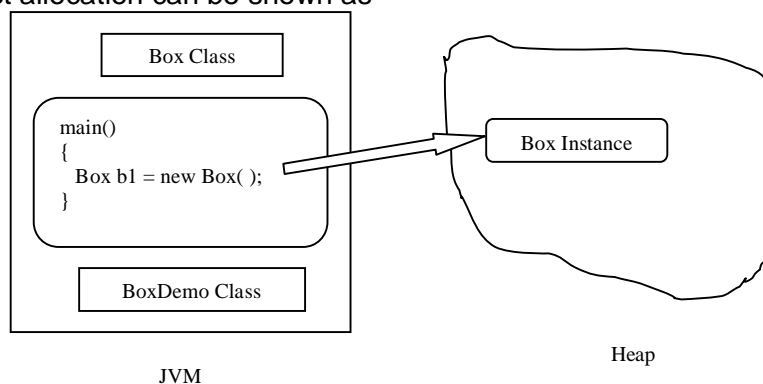 allocation can be shown as
Box Class
main()
{
Box b1 = new Box( );
}
BoxDemo Class
JVM
Box Instance
Heap